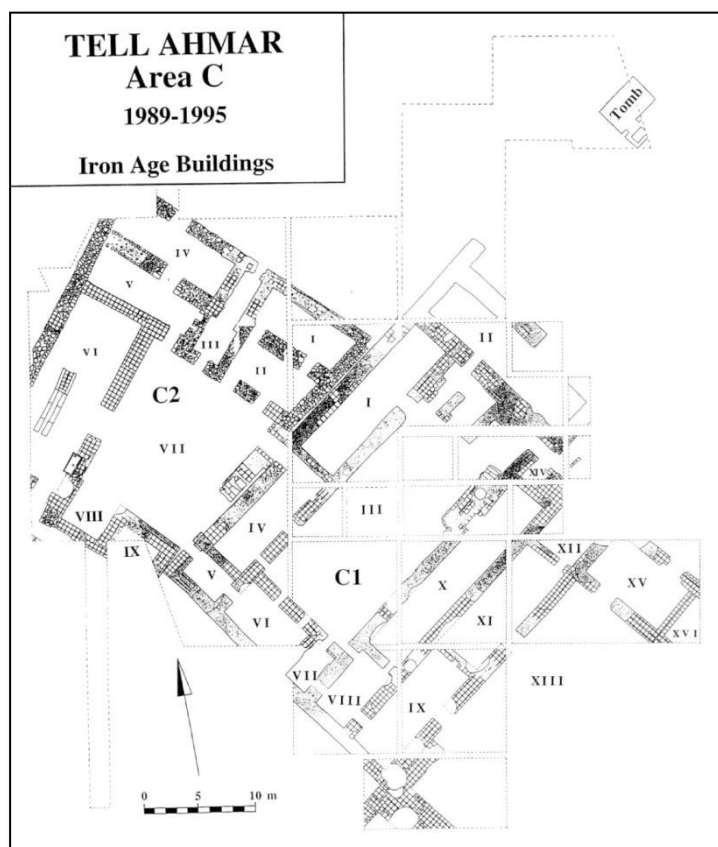 TELL AHMAR
Area C
1989-1995
Iron Age Buildings
Tomb
IV
V
III
I
II
VI
C2
VII
I
II
XIV
III
VIII
IX
IV
V
VI
C1
X
XI
XII
XV
XVI
VII
VIII
IX
XIII
0 5 10 m